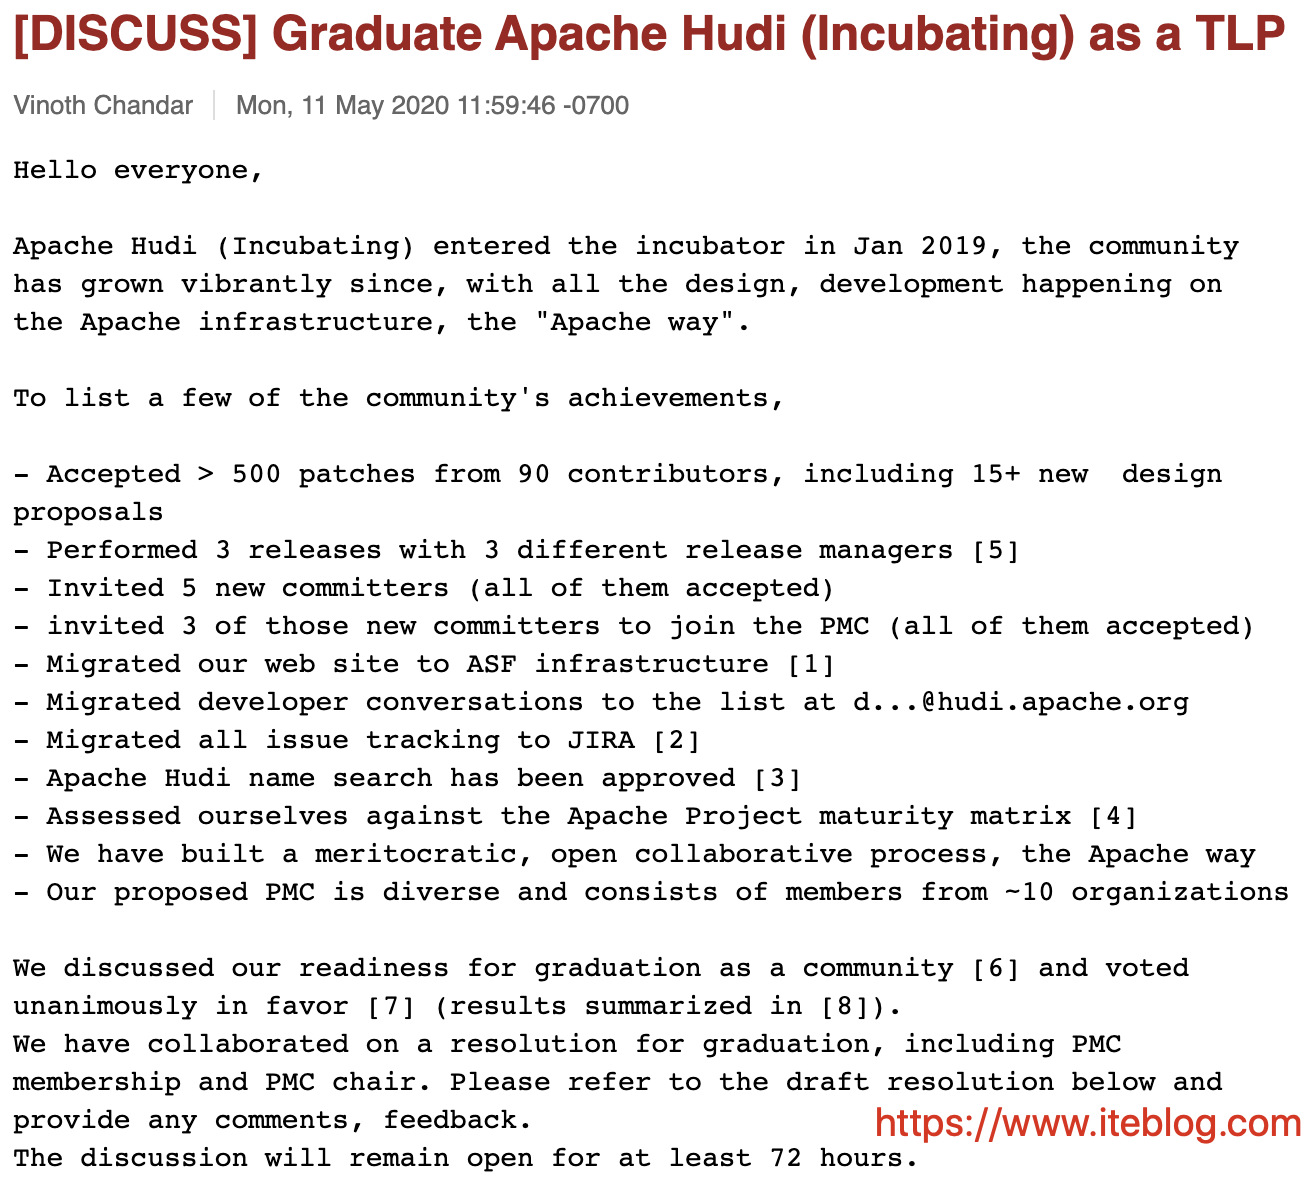 [DISCUSS] Graduate Apache Hudi (Incubating) as a TLP
Vinoth Chandar | Mon, 11 May 2020 11:59:46 -0700
Hello everyone,
Apache Hudi (Incubating) entered the incubator in Jan 2019, the community
has grown vibrantly since, with all the design, development happening on
the Apache infrastructure, the "Apache way".
To list a few of the community's achievements,
- Accepted > 500 patches from 90 contributors, including 15+ new  design
proposals
- Performed 3 releases with 3 different release managers [5]
- Invited 5 new committers (all of them accepted)
- invited 3 of those new committers to join the PMC (all of them accepted)
- Migrated our web site to ASF infrastructure [1]
- Migrated developer conversations to the list at d...@hudi.apache.org
- Migrated all issue tracking to JIRA [2]
- Apache Hudi name search has been approved [3]
- Assessed ourselves against the Apache Project maturity matrix [4]
- We have built a meritocratic, open collaborative process, the Apache way
- Our proposed PMC is diverse and consists of members from ~10 organizations
We discussed our readiness for graduation as a community [6] and voted
unanimously in favor [7] (results summarized in [8]).
We have collaborated on a resolution for graduation, including PMC
membership and PMC chair. Please refer to the draft resolution below and
provide any comments, feedback.
https://www.iteblog.com
The discussion will remain open for at least 72 hours.